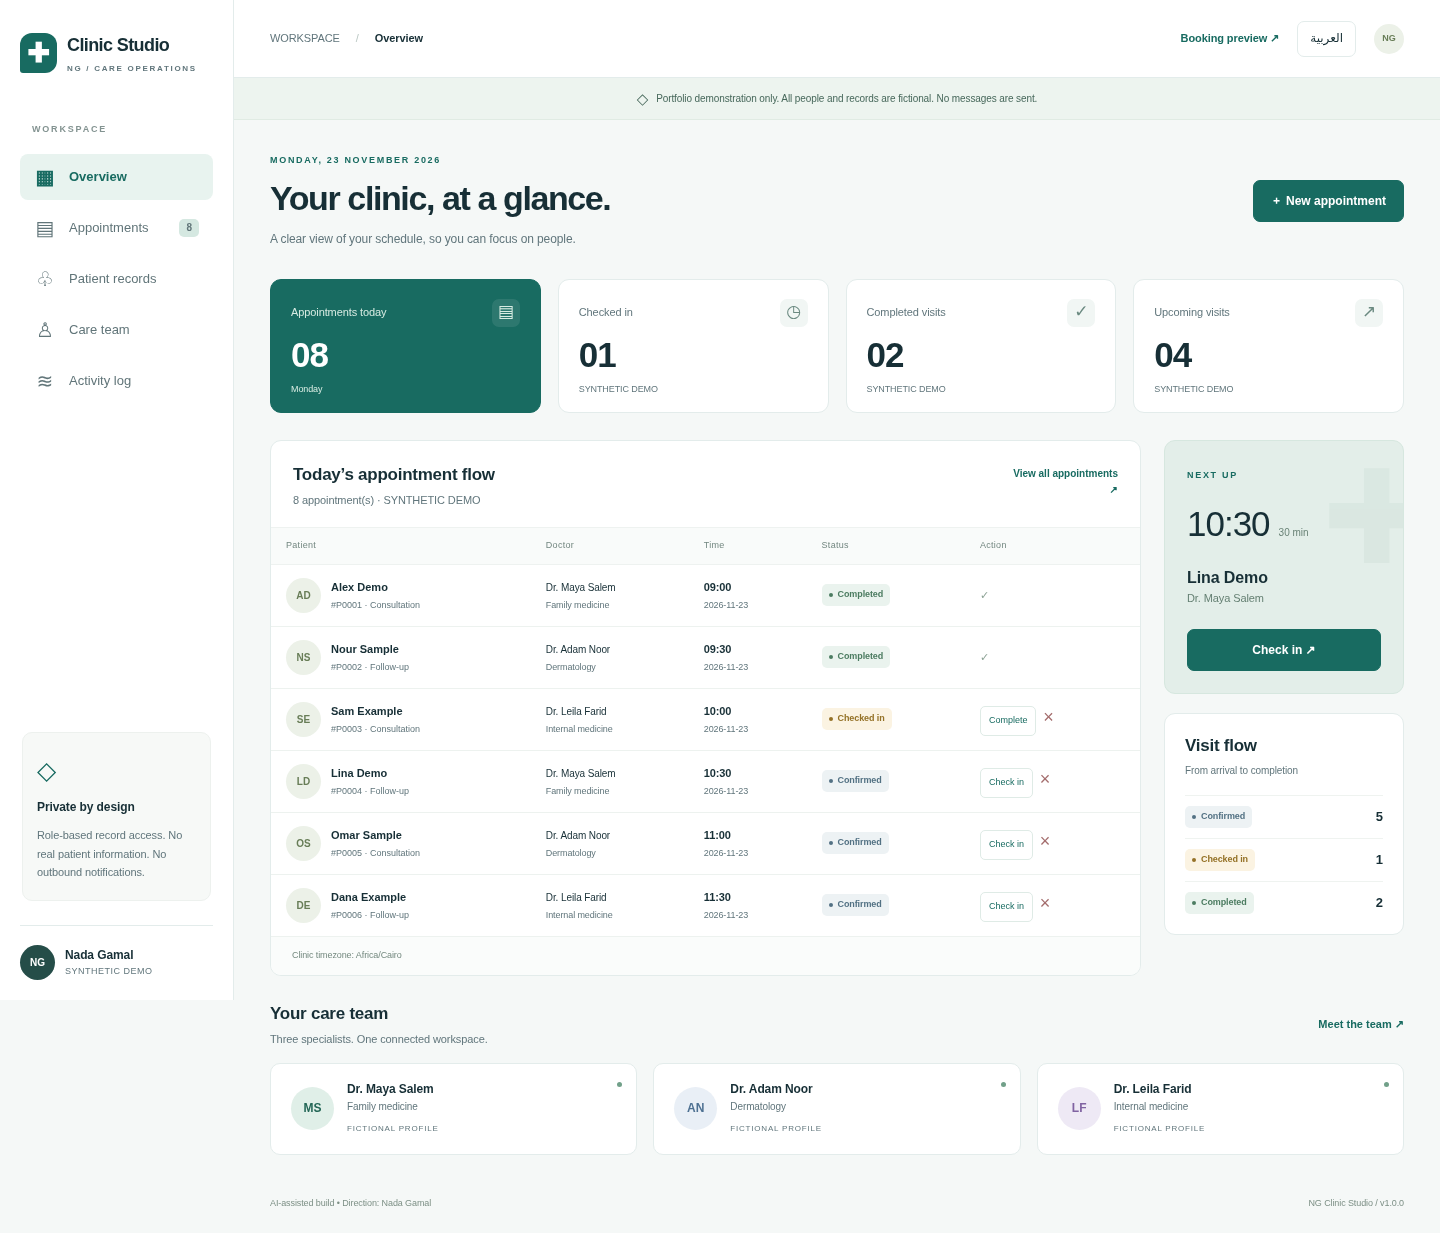 Clinic Studio
NG / CARE OPERATIONS
WORKSPACE
Overview
Appointments 8
Patient records
Care team
Activity log
Private by design
Role-based record access. No
real patient information. No
outbound notifications.
NG Nada Gamal
SYNTHETIC DEMO
WORKSPACE / Overview
Booking preview ↗ العربية NG
Portfolio demonstration only. All people and records are fictional. No messages are sent.
MONDAY, 23 NOVEMBER 2026
Your clinic, at a glance.
A clear view of your schedule, so you can focus on people.
+ New appointment
Appointments today
08
Monday
Checked in
01
SYNTHETIC DEMO
Completed visits
02
SYNTHETIC DEMO
Upcoming visits
04
SYNTHETIC DEMO
Today’s appointment flow
8 appointment(s) · SYNTHETIC DEMO
View all appointments
↗
Patient Doctor Time Status Action
AD Alex Demo Dr. Maya Salem 09:00 Completed ✓
#P0001 · Consultation Family medicine 2026-11-23
NS Nour Sample Dr. Adam Noor 09:30 Completed ✓
#P0002 · Follow-up Dermatology 2026-11-23
SE Sam Example Dr. Leila Farid 10:00 Checked in Complete ×
#P0003 · Consultation Internal medicine 2026-11-23
LD Lina Demo Dr. Maya Salem 10:30 Confirmed Check in ×
#P0004 · Follow-up Family medicine 2026-11-23
OS Omar Sample Dr. Adam Noor 11:00 Confirmed Check in ×
#P0005 · Consultation Dermatology 2026-11-23
DE Dana Example Dr. Leila Farid 11:30 Confirmed Check in ×
#P0006 · Follow-up Internal medicine 2026-11-23
Clinic timezone: Africa/Cairo
NEXT UP
10:30 30 min
Lina Demo
Dr. Maya Salem
Check in ↗
Visit flow
From arrival to completion
Confirmed 5
Checked in 1
Completed 2
Your care team
Three specialists. One connected workspace.
Meet the team ↗
MS Dr. Maya Salem
Family medicine
FICTIONAL PROFILE
AN Dr. Adam Noor
Dermatology
FICTIONAL PROFILE
LF Dr. Leila Farid
Internal medicine
FICTIONAL PROFILE
AI-assisted build • Direction: Nada Gamal
NG Clinic Studio / v1.0.0